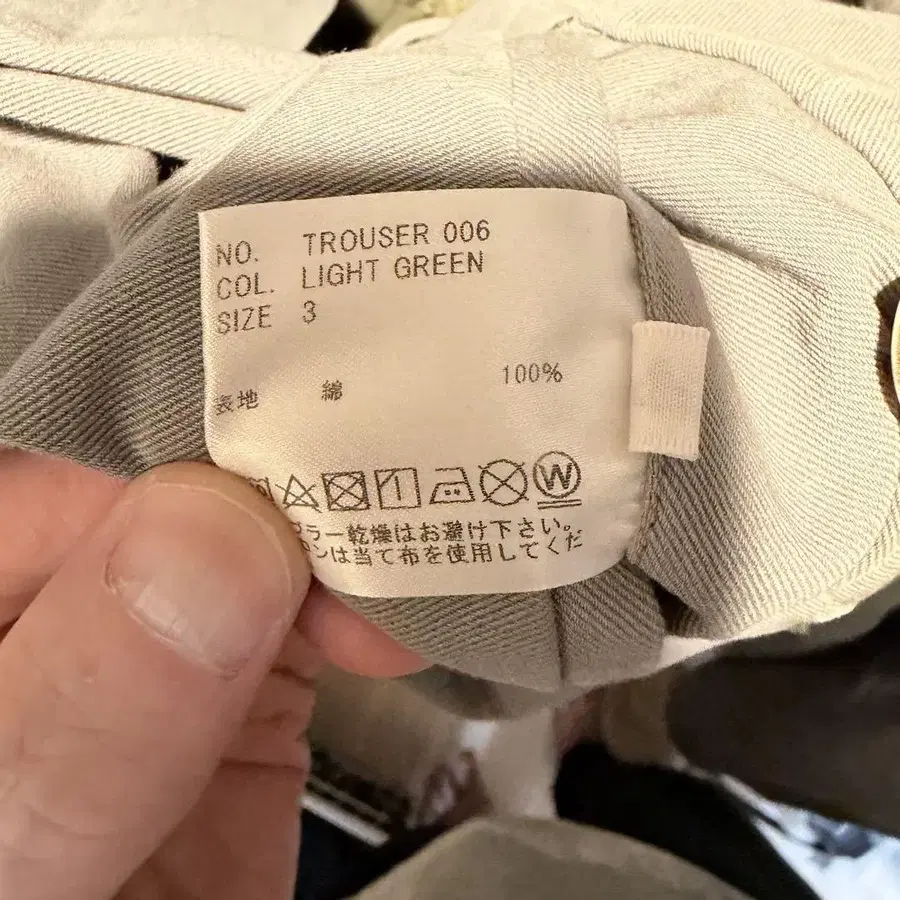 NO. TROUSER 006
COL. LIGHT GREEN
SIZE 3
表地 綿 100%
W
ラー乾燥はお避け下さい。
ンは当て布を使用してくだ